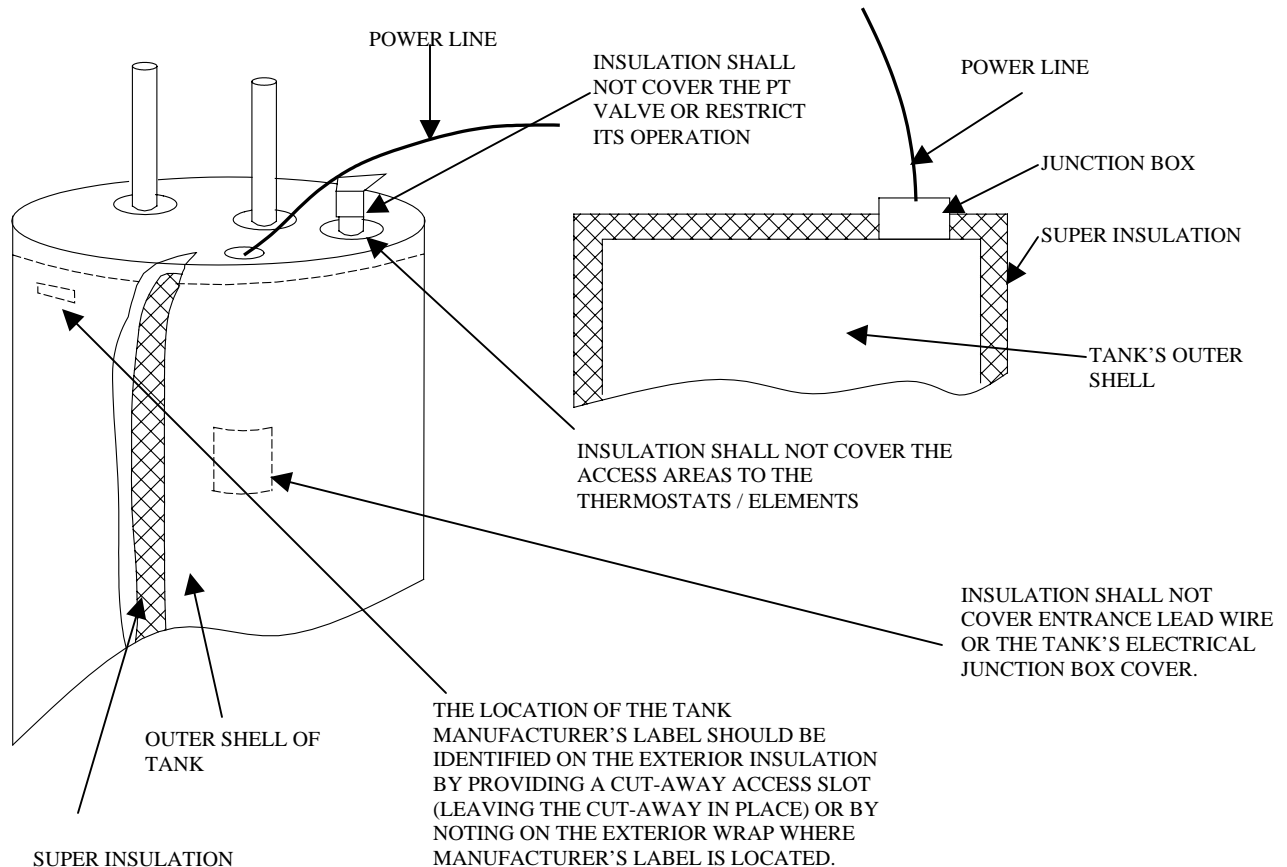 POWER LINE
INSULATION SHALL
NOT COVER THE PT
VALVE OR RESTRICT
ITS OPERATION
POWER LINE
JUNCTION BOX
SUPER INSULATION
TANK’S OUTER
SHELL
INSULATION SHALL NOT COVER THE
ACCESS AREAS TO THE
THERMOSTATS / ELEMENTS
INSULATION SHALL NOT
COVER ENTRANCE LEAD WIRE
OR THE TANK’S ELECTRICAL
JUNCTION BOX COVER.
OUTER SHELL OF
TANK
THE LOCATION OF THE TANK
MANUFACTURER’S LABEL SHOULD BE
IDENTIFIED ON THE EXTERIOR INSULATION
BY PROVIDING A CUT-AWAY ACCESS SLOT
(LEAVING THE CUT-AWAY IN PLACE) OR BY
NOTING ON THE EXTERIOR WRAP WHERE
MANUFACTURER’S LABEL IS LOCATED.
SUPER INSULATION